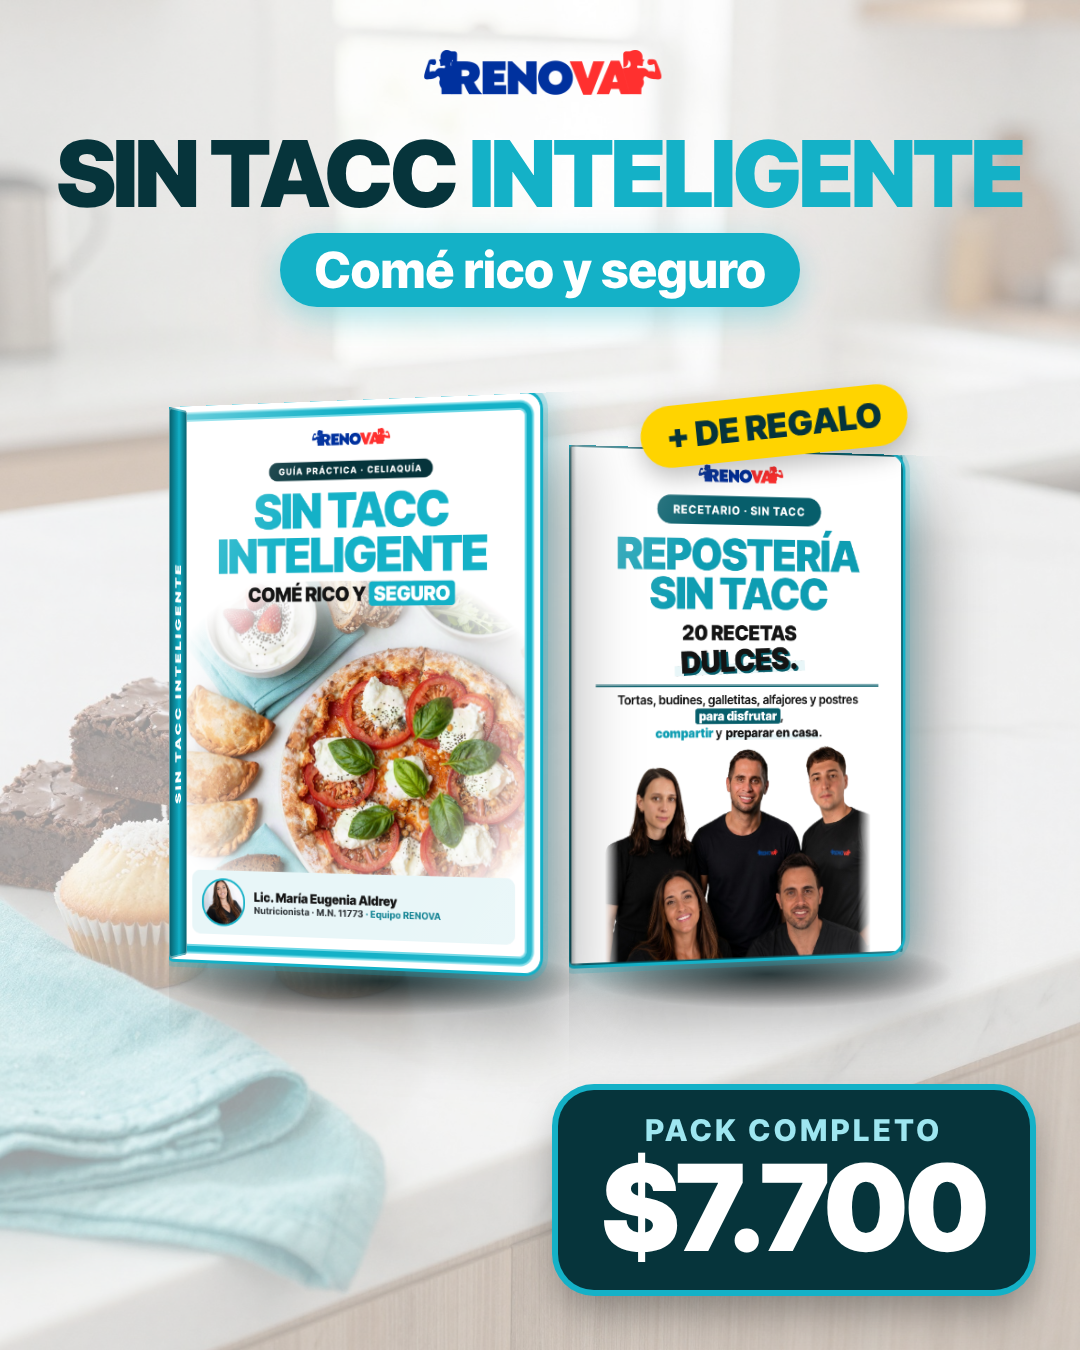 RENOVA
SIN TACC INTELIGENTE
Comé rico y seguro
+ DE REGALO
RENOVA
GUÍA PRÁCTICA · CELIAQUÍA
SIN TACC
INTELIGENTE
COMÉ RICO Y SEGURO
SIN TACC INTELIGENTE
Lic. María Eugenia Aldrey
Nutricionista · M.N. 11773 · Equipo RENOVA
RENOVA
RECETARIO · SIN TACC
REPOSTERÍA
SIN TACC
20 RECETAS
DULCES.
Tortas, budines, galletitas, alfajores y postres
para disfrutar,
compartir y preparar en casa.
PACK COMPLETO
$7.700